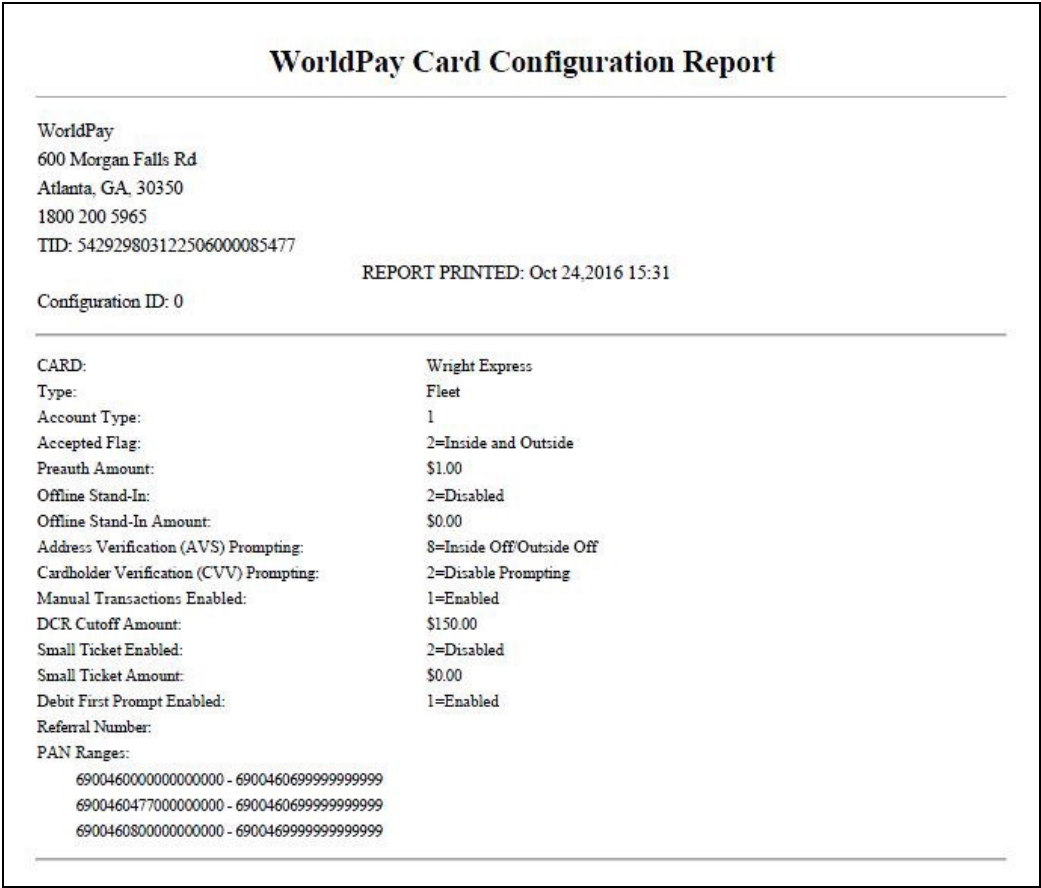 WorldPay Card Configuration Report
WorldPay
600 Morgan Falls Rd
Atlanta, GA, 30350
1800 200 5965
TID: 542929803122506000085477
REPORT PRINTED: Oct 24,2016 15:31
Configuration ID: 0
CARD: Wright Express
Type: Fleet
Account Type: 1
Accepted Flag: 2=Inside and Outside
Preauth Amount: $1.00
Offline Stand-In: 2=Disabled
Offline Stand-In Amount: $0.00
Address Verification (AVS) Prompting: 8=Inside Off/Outside Off
Cardholder Verification (CVV) Prompting: 2=Disable Prompting
Manual Transactions Enabled: 1=Enabled
DCR Cutoff Amount: $150.00
Small Ticket Enabled: 2=Disabled
Small Ticket Amount: $0.00
Debit First Prompt Enabled: 1=Enabled
Referral Number:
PAN Ranges:
6900460000000000000 - 6900460699999999999
6900460477000000000 - 6900460699999999999
6900460800000000000 - 6900469999999999999